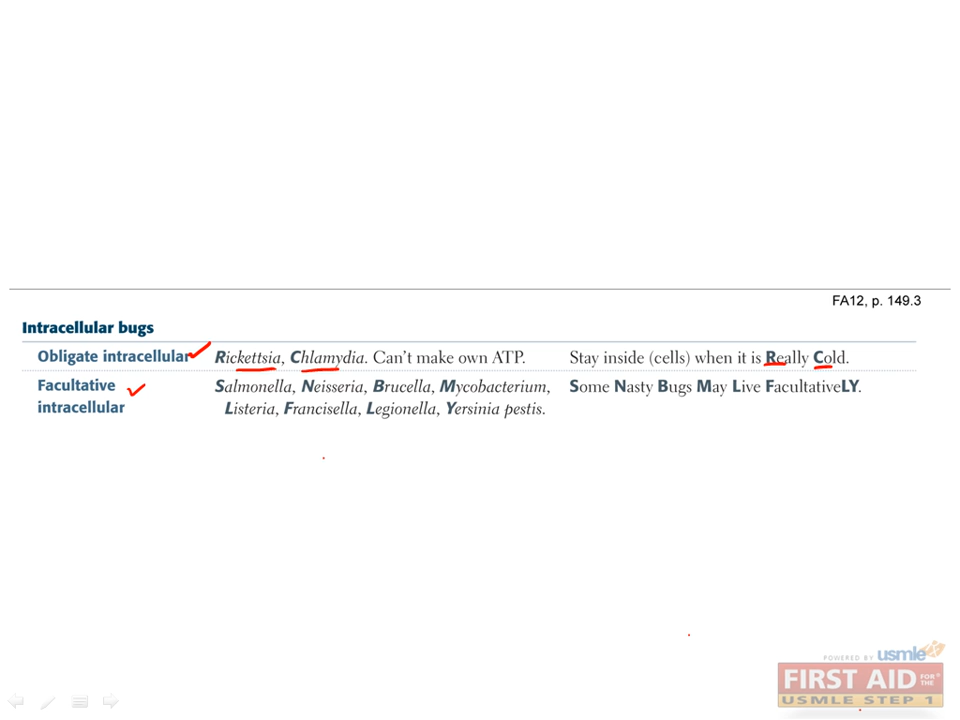 FA12, p. 149.3
Intracellular bugs
Obligate intracellular Rickettsia, Chlamydia. Can't make own ATP. Stay inside (cells) when it is Really Cold.
Facultative Salmonella, Neisseria, Brucella, Mycobacterium, Some Nasty Bugs May Live FacultativeLY.
intracellular Listeria, Francisella, Legionella, Yersinia pestis.
POWERED BY usmle
FIRST AID FOR THE
USMLE STEP 1